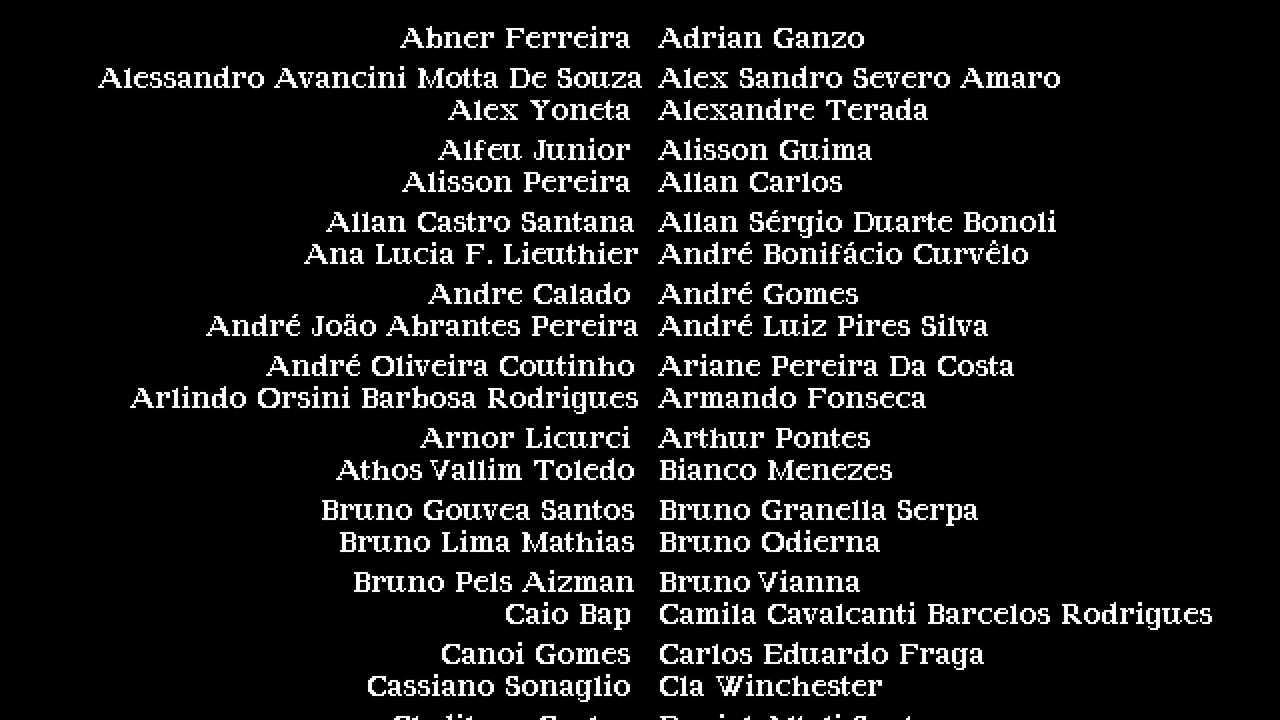 Abner Ferreira Adrian Ganzo
Alessandro Avancini Motta De Souza Alex Sandro Severo Amaro
Alex Yoneta Alexandre Terada
Alfeu Junior Alisson Guima
Alisson Pereira Allan Carlos
Allan Castro Santana Allan Sérgio Duarte Bonoli
Ana Lucia F. Lieuthier André Bonifácio Curvêlo
Andre Calado André Gomes
André João Abrantes Pereira André Luiz Pires Silva
André Oliveira Coutinho Ariane Pereira Da Costa
Arlindo Orsini Barbosa Rodrigues Armando Fonseca
Arnor Licurci Arthur Pontes
Athos Vallim Toledo Bianco Menezes
Bruno Gouvea Santos Bruno Granella Serpa
Bruno Lima Mathias Bruno Odierna
Bruno Pels Aizman Bruno Vianna
Caio Bap Camila Cavalcanti Barcelos Rodrigues
Canoi Gomes Carlos Eduardo Fraga
Cassiano Sonaglio Cla Winchester